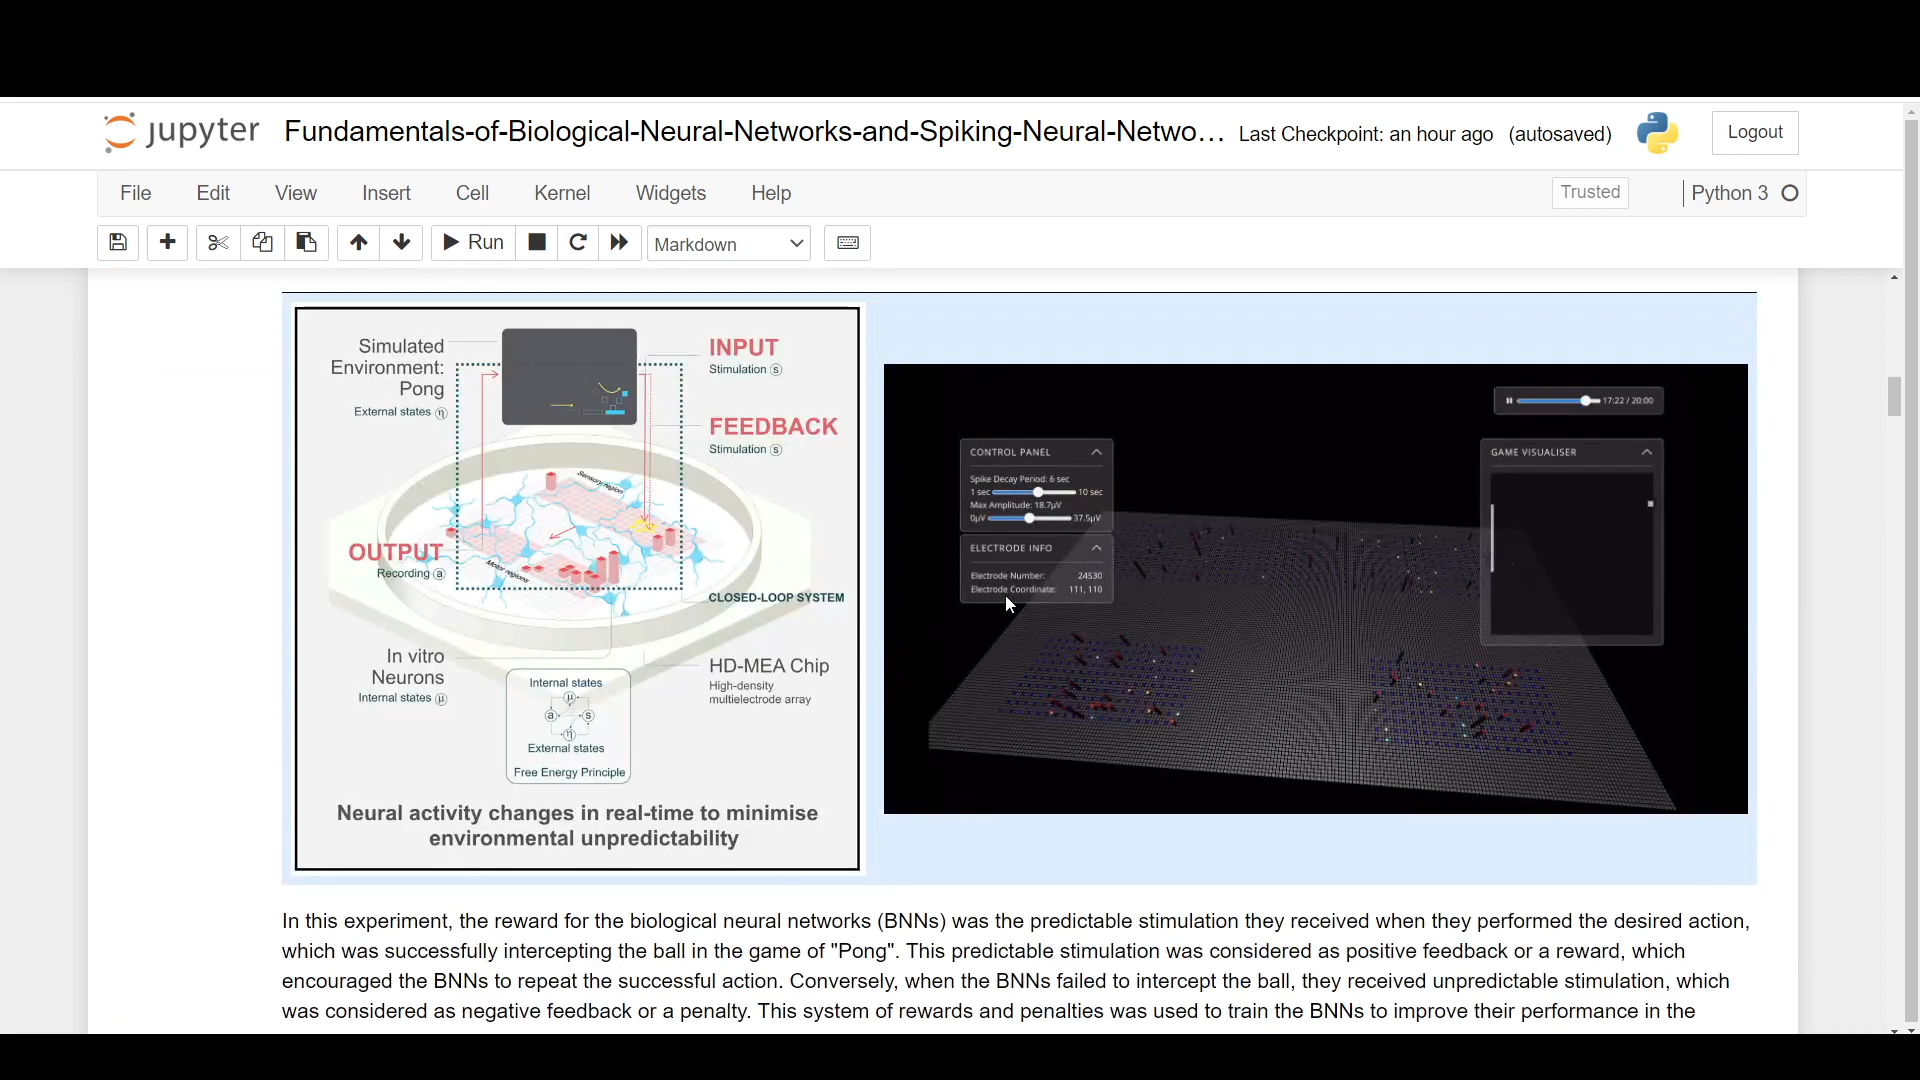 jupyter
Fundamentals-of-Biological-Neural-Networks-and-Spiking-Neural-Netwo...
Last Checkpoint: an hour ago (autosaved)
Logout
File Edit View Insert Cell Kernel Widgets Help
Trusted
Python 3
Run
Markdown
Simulated
Environment:
Pong
External states η
INPUT
Stimulation s
FEEDBACK
Stimulation s
Sensory region
OUTPUT
Recording a
Motor regions
CLOSED-LOOP SYSTEM
In vitro
Neurons
Internal states μ
HD-MEA Chip
High-density
multielectrode array
Internal states
μ
a s
η
External states
Free Energy Principle
Neural activity changes in real-time to minimise
environmental unpredictability
17:22 / 20:00
CONTROL PANEL
Spike Decay Period: 6 sec
1 sec 10 sec
Max Amplitude: 18.7μV
0μV 37.5μV
ELECTRODE INFO
Electrode Number: 24530
Electrode Coordinate: 111, 110
GAME VISUALISER
In this experiment, the reward for the biological neural networks (BNNs) was the predictable stimulation they received when they performed the desired action,
which was successfully intercepting the ball in the game of "Pong". This predictable stimulation was considered as positive feedback or a reward, which
encouraged the BNNs to repeat the successful action. Conversely, when the BNNs failed to intercept the ball, they received unpredictable stimulation, which
was considered as negative feedback or a penalty. This system of rewards and penalties was used to train the BNNs to improve their performance in the